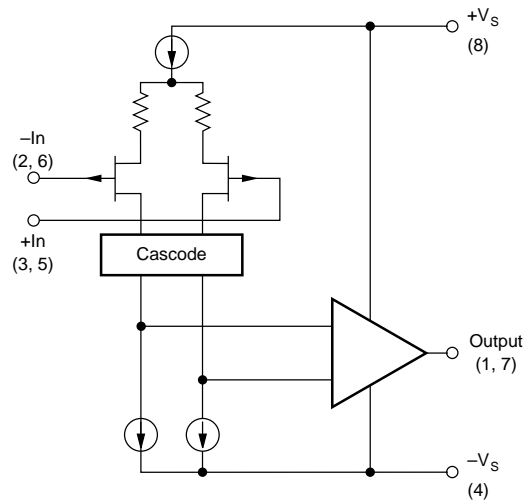 +VS
(8)
–In
(2, 6)
+In
(3, 5)
Cascode
Output
(1, 7)
–VS
(4)